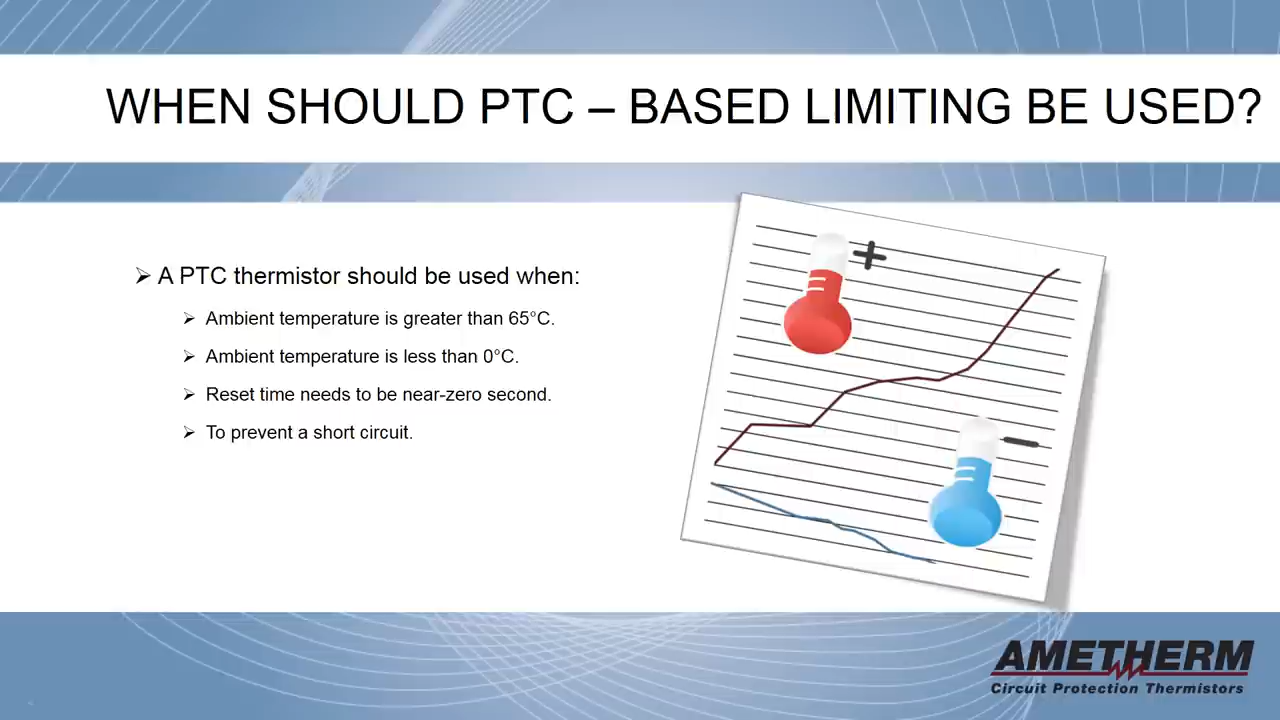 WHEN SHOULD PTC – BASED LIMITING BE USED?
A PTC thermistor should be used when:
Ambient temperature is greater than 65°C.
Ambient temperature is less than 0°C.
Reset time needs to be near-zero second.
To prevent a short circuit.
AMETHERM
Circuit Protection Thermistors